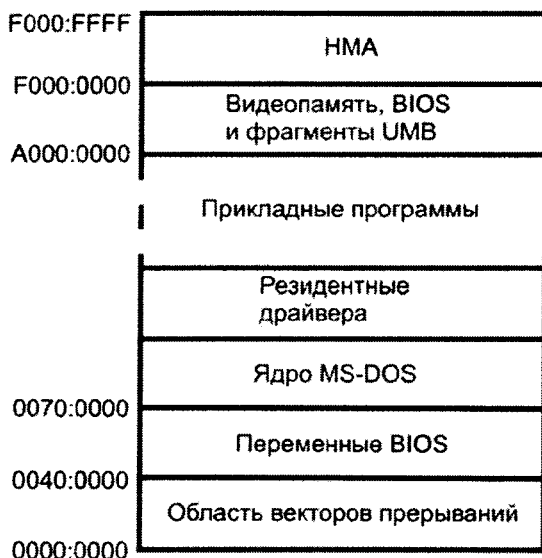 F000:FFFF
HMA
F000:0000
Видеопамять, BIOS
и фрагменты UMB
A000:0000
Прикладные программы
Резидентные
драйвера
Ядро MS-DOS
0070:0000
Переменные BIOS
0040:0000
Область векторов прерываний
0000:0000